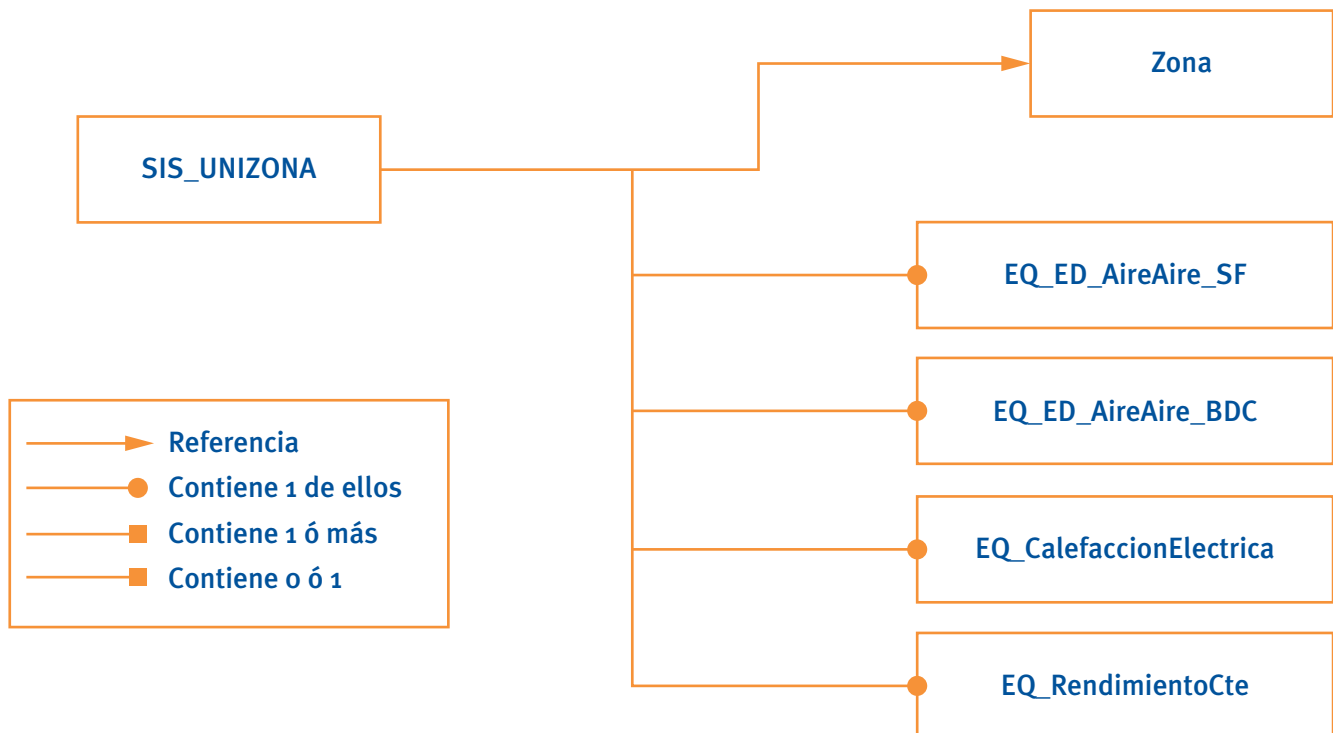 Zona
SIS_UNIZONA
EQ_ED_AireAire_SF
EQ_ED_AireAire_BDC
Referencia
Contiene 1 de ellos
Contiene 1 ó más
Contiene 0 ó 1
EQ_CalefaccionElectrica
EQ_RendimientoCte